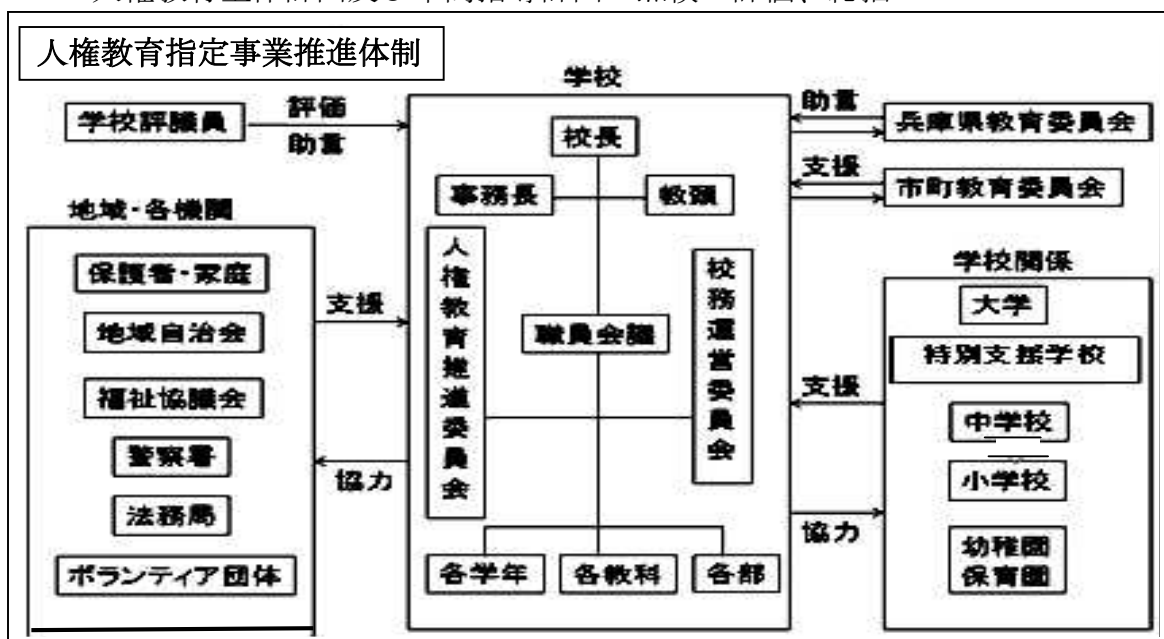 人権教育指定事業推進体制
学校
学校評議員
評価
助言
校長
事務長
教頭
人権教育推進委員会
校務運営委員会
職員会議
各学年
各教科
各部
助言
兵庫県教育委員会
支援
市町教育委員会
地域・各機関
保護者・家庭
地域自治会
福祉協議会
警察署
法務局
ボランティア団体
支援
協力
学校関係
大学
特別支援学校
中学校
小学校
幼稚園
保育園
支援
協力